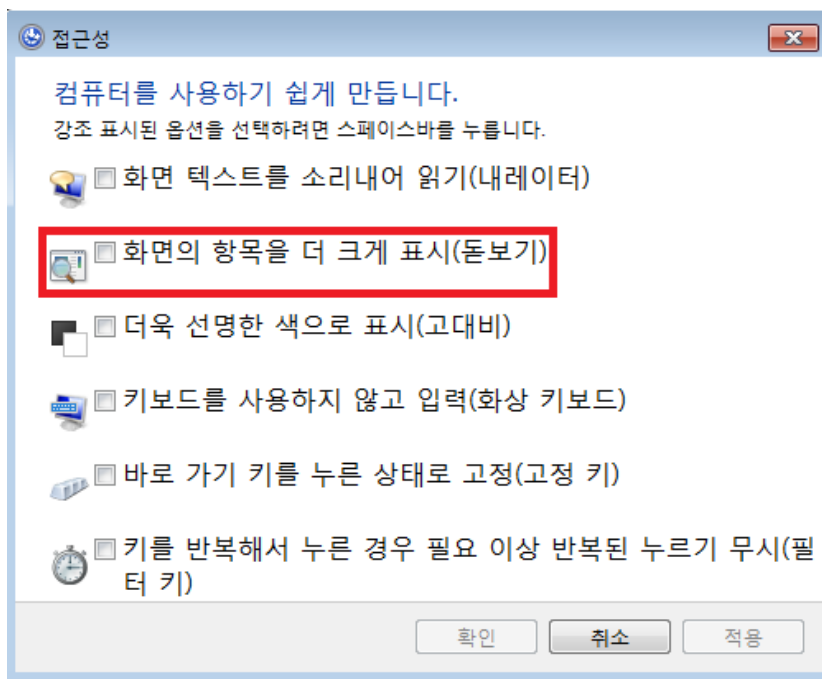 접근성
컴퓨터를 사용하기 쉽게 만듭니다.
강조 표시된 옵션을 선택하려면 스페이스바를 누릅니다.
화면 텍스트를 소리내어 읽기(내레이터)
화면의 항목을 더 크게 표시(돋보기)
더욱 선명한 색으로 표시(고대비)
키보드를 사용하지 않고 입력(화상 키보드)
바로 가기 키를 누른 상태로 고정(고정 키)
키를 반복해서 누른 경우 필요 이상 반복된 누르기 무시(필
터 키)
확인 취소 적용